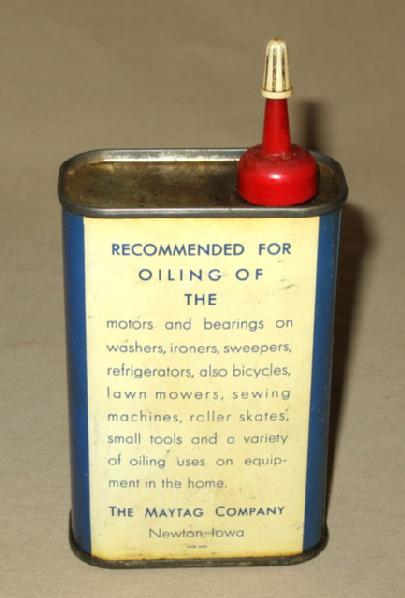 RECOMMENDED FOR
OILING OF
THE
motors and bearings on
washers, ironers, sweepers,
refrigerators, also bicycles,
lawn mowers, sewing
machines, roller skates,
small tools and a variety
of oiling uses on equip-
ment in the home.
THE MAYTAG COMPANY
Newton, Iowa